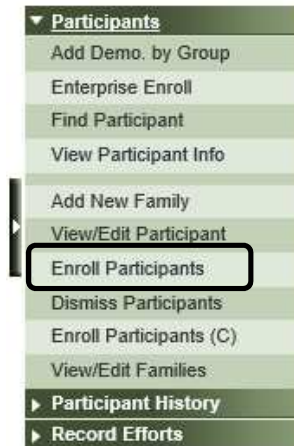 Participants
Add Demo. by Group
Enterprise Enroll
Find Participant
View Participant Info
Add New Family
View/Edit Participant
Enroll Participants
Dismiss Participants
Enroll Participants (C)
View/Edit Families
Participant History
Record Efforts